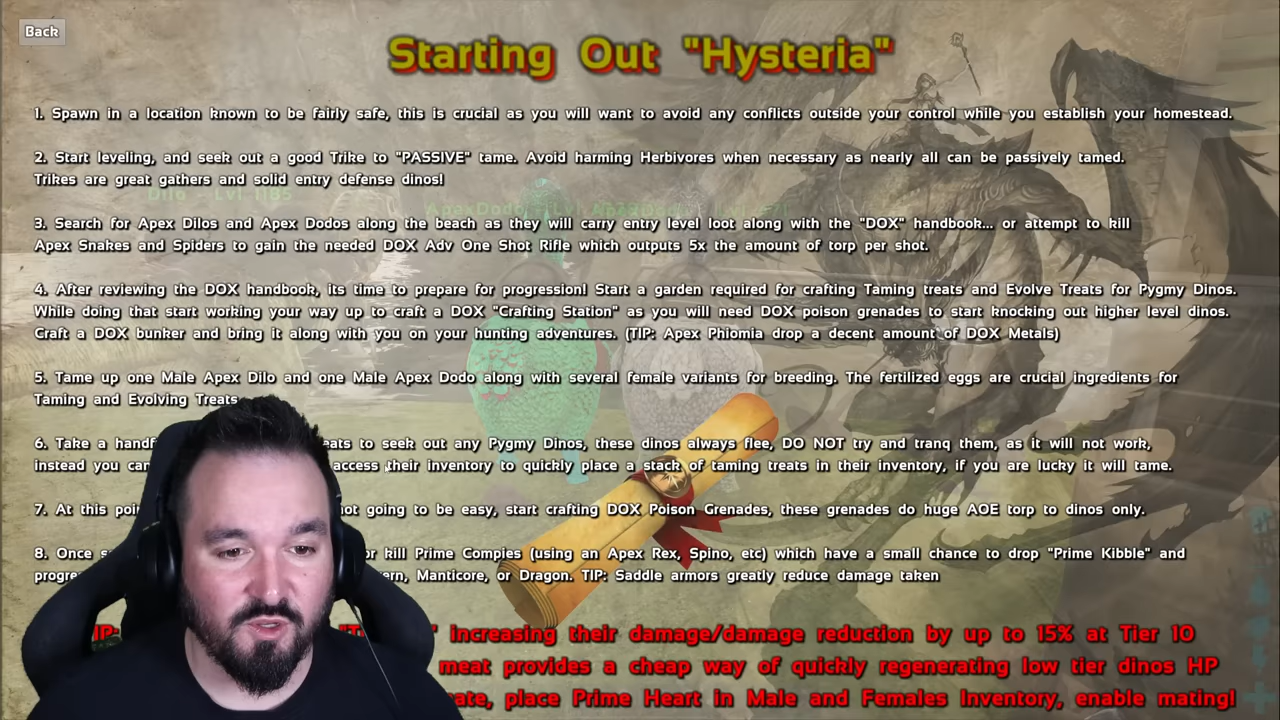 Back
Starting Out "Hysteria"
1. Spawn in a location known to be fairly safe, this is crucial as you will want to avoid any conflicts outside your control while you establish your homestead.
2. Start leveling, and seek out a good Trike to "PASSIVE" tame. Avoid harming Herbivores when necessary as nearly all can be passively tamed.
Trikes are great gathers and solid entry defense dinos!
3. Search for Apex Dilos and Apex Dodos along the beach as they will carry entry level loot along with the "DOX" handbook... or attempt to kill
Apex Snakes and Spiders to gain the needed DOX Adv One Shot Rifle which outputs 5x the amount of torp per shot.
4. After reviewing the DOX handbook, its time to prepare for progression! Start a garden required for crafting Taming treats and Evolve Treats for Pygmy Dinos.
While doing that start working your way up to craft a DOX "Crafting Station" as you will need DOX poison grenades to start knocking out higher level dinos.
Craft a DOX bunker and bring it along with you on your hunting adventures. (TIP: Apex Phiomia drop a decent amount of DOX Metals)
5. Tame up one Male Apex Dilo and one Male Apex Dodo along with several female variants for breeding. The fertilized eggs are crucial ingredients for
Taming and Evolving Treats
6. Take a to seek out any Pygmy Dinos, these dinos always flee, DO NOT try and tranq them, as it will not work,
instead you can access their inventory to quickly place a stack of taming treats in their inventory, if you are lucky it will tame.
7. At this going to be easy, start crafting DOX Poison Grenades, these grenades do huge AOE torp to dinos only.
8. Once kill Prime Compies (using an Apex Rex, Spino, etc) which have a small chance to drop "Prime Kibble" and
Manticore, or Dragon. TIP: Saddle armors greatly reduce damage taken
Increasing their damage/damage reduction by up to 15% at Tier 10
meat provides a cheap way of quickly regenerating low tier dinos HP
place Prime Heart in Male and Females Inventory, enable mating!